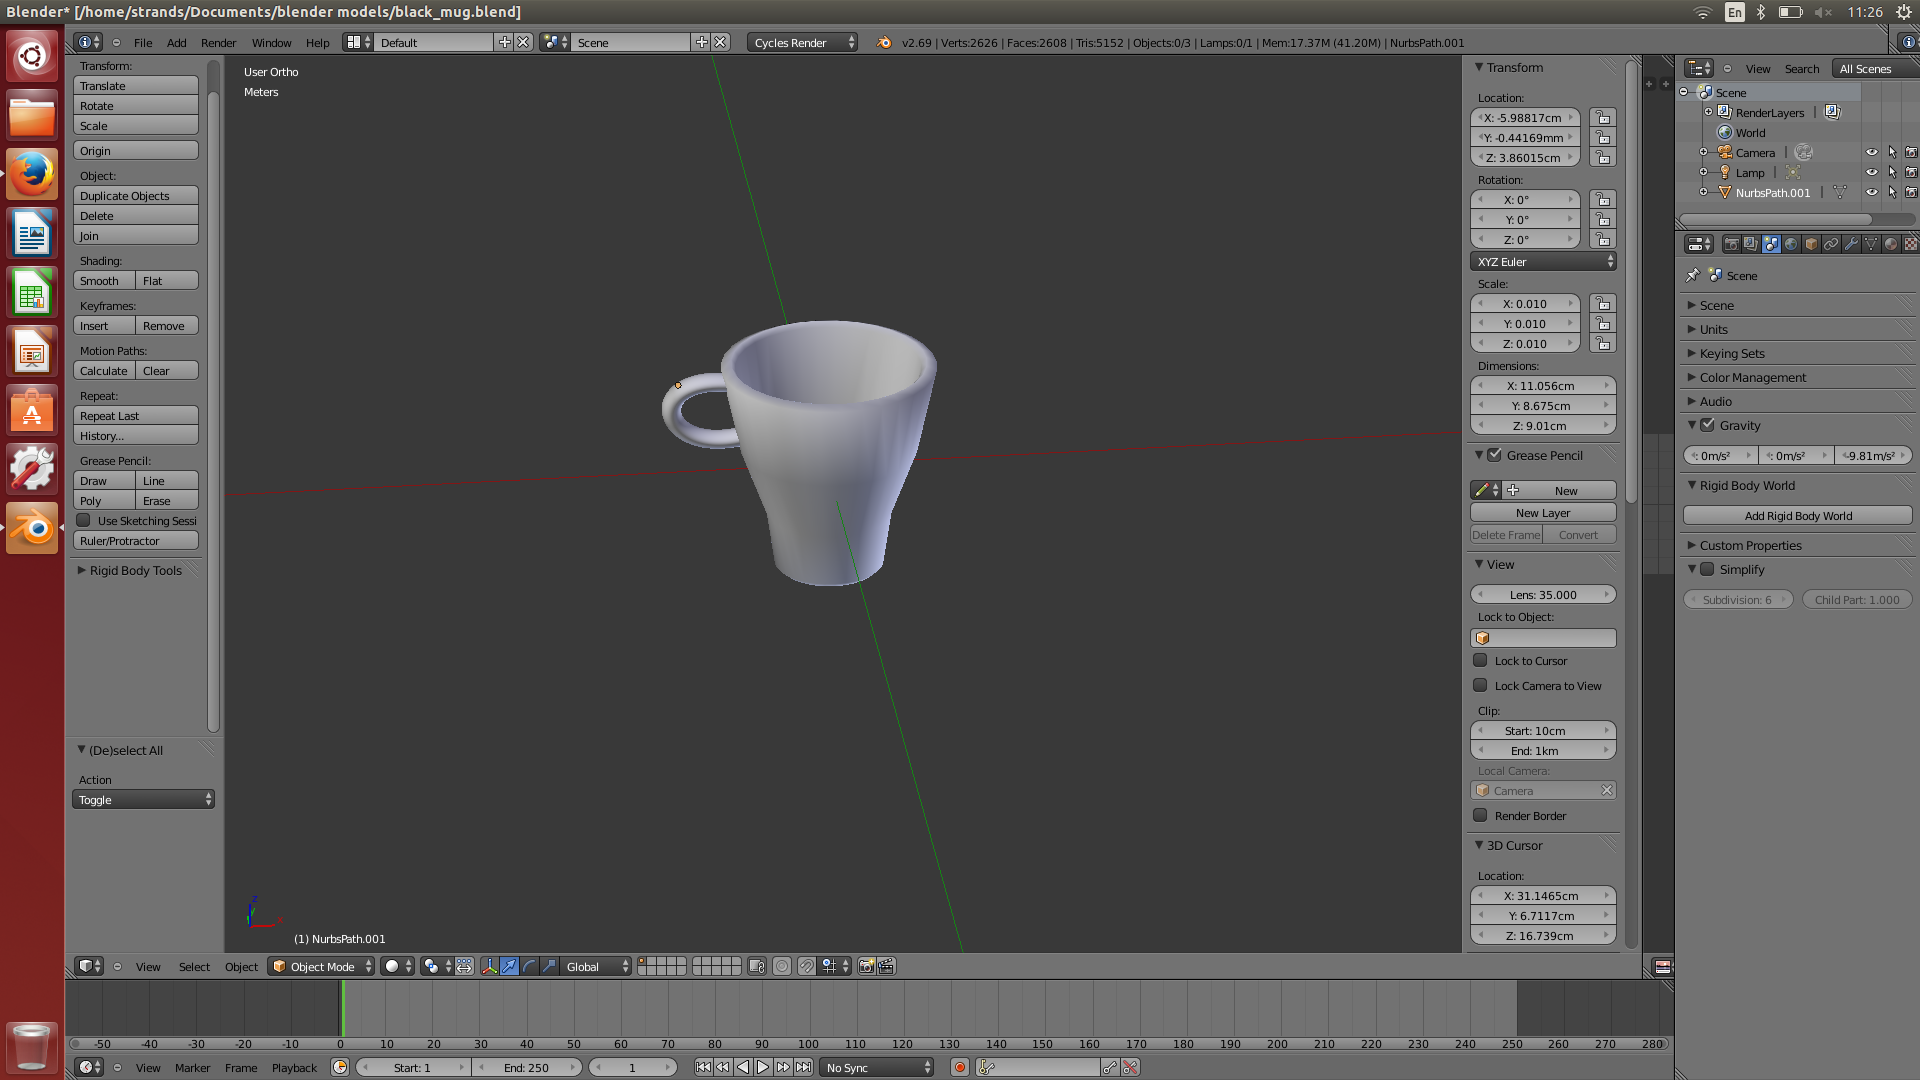 Blender* [/home/strands/Documents/blender models/black_mug.blend]
En
11:26
File Add Render Window Help
Default
Scene
Cycles Render
v2.69 | Verts:2626 | Faces:2608 | Tris:5152 | Objects:0/3 | Lamps:0/1 | Mem:17.37M (41.20M) | NurbsPath.001
Transform:
Translate
Rotate
Scale
Origin
Object:
Duplicate Objects
Delete
Join
Shading:
Smooth Flat
Keyframes:
Insert Remove
Motion Paths:
Calculate Clear
Repeat:
Repeat Last
History...
Grease Pencil:
Draw Line
Poly Erase
Use Sketching Sessi
Ruler/Protractor
Rigid Body Tools
(De)select All
Action
Toggle
User Ortho
Meters
z
x
(1) NurbsPath.001
Transform
Location:
X: -5.98817cm
Y: -0.44169mm
Z: 3.86015cm
Rotation:
X: 0°
Y: 0°
Z: 0°
XYZ Euler
Scale:
X: 0.010
Y: 0.010
Z: 0.010
Dimensions:
X: 11.056cm
Y: 8.675cm
Z: 9.01cm
Grease Pencil
New
New Layer
Delete Frame Convert
View
Lens: 35.000
Lock to Object:
Lock to Cursor
Lock Camera to View
Clip:
Start: 10cm
End: 1km
Local Camera:
Camera
Render Border
3D Cursor
Location:
X: 31.1465cm
Y: 6.7117cm
Z: 16.739cm
View Search All Scenes
Scene
RenderLayers
World
Camera
Lamp
NurbsPath.001
Scene
Scene
Units
Keying Sets
Color Management
Audio
Gravity
: 0m/s² : 0m/s² -9.81m/s²
Rigid Body World
Add Rigid Body World
Custom Properties
Simplify
Subdivision: 6 Child Part: 1.000
View Select Object Object Mode Global
-50 -40 -30 -20 -10 0 10 20 30 40 50 60 70 80 90 100 110 120 130 140 150 160 170 180 190 200 210 220 230 240 250 260 270 280
View Marker Frame Playback Start: 1 End: 250 1 No Sync